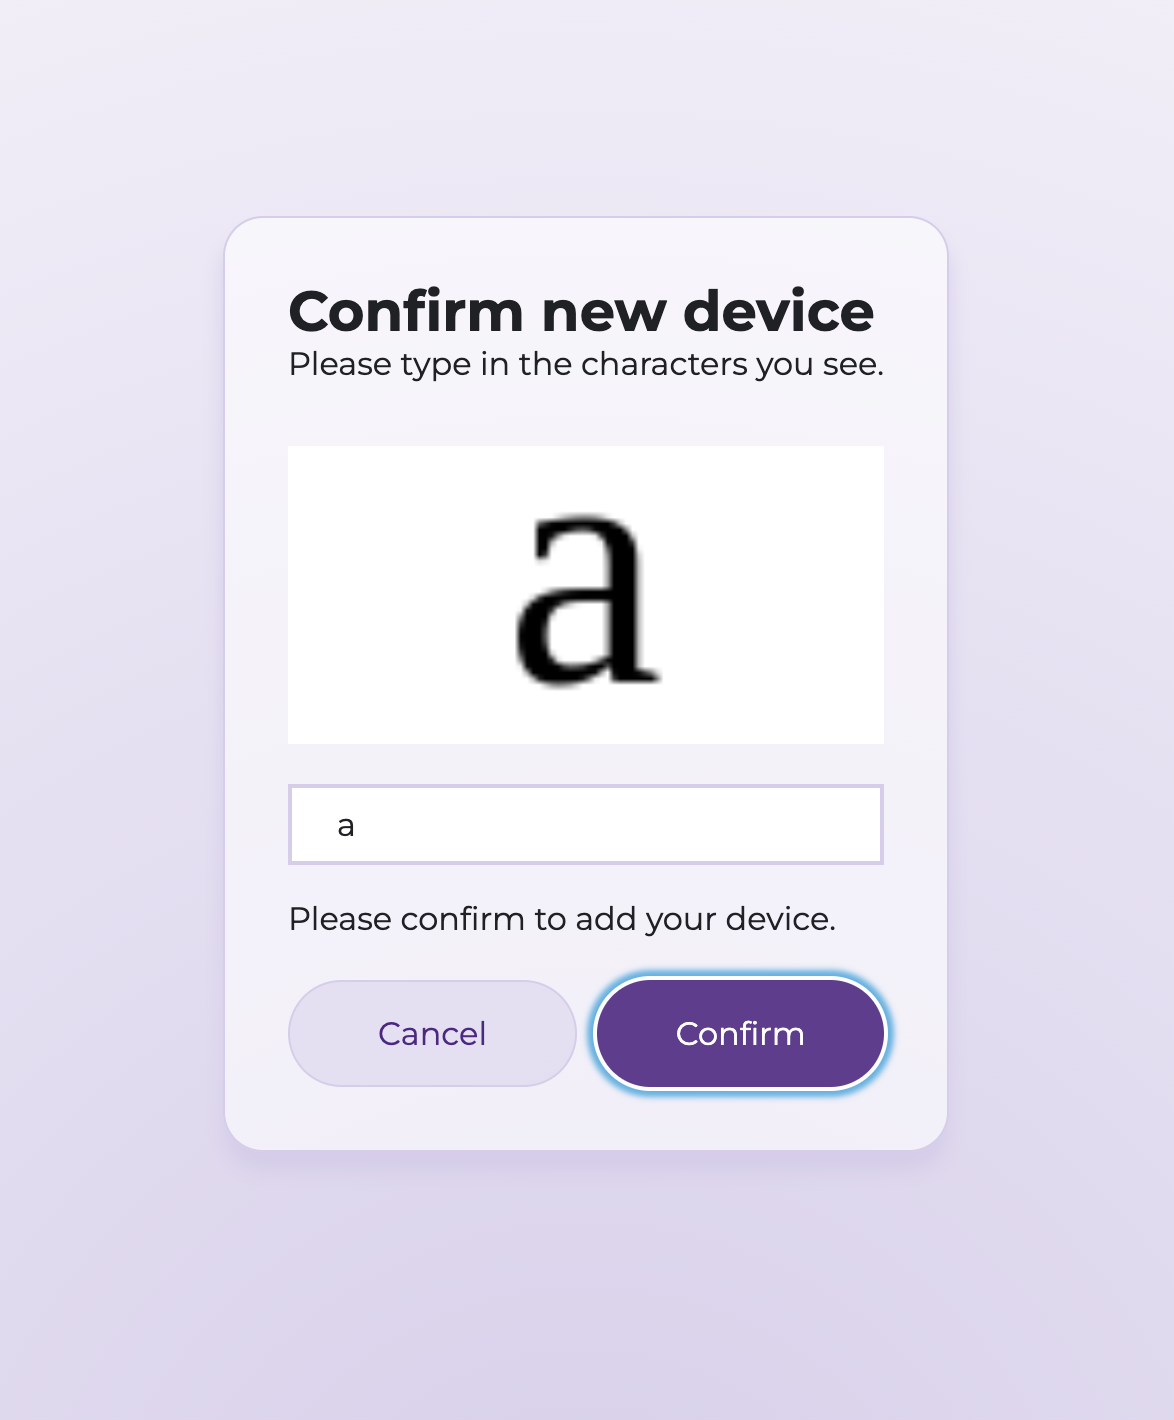 Confirm new device
Please type in the characters you see.
a
a
Please confirm to add your device.
Cancel
Confirm